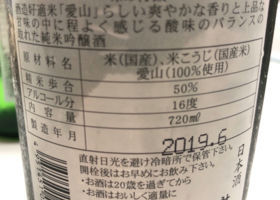 酒造好適米「愛山」らしい爽やかな香りと上品な
旨味の中に程よく感じる酸味のバランスの
取れた純米吟醸酒
原材料名 米(国産)、米こうじ(国産米)
愛山(100%使用)
精米歩合 50%
アルコール分 16度
内容量 720ml
製造年月 2019.6
直射日光を避け冷暗所で保管下さい。
開栓後はお早めにお飲み下さい。
・お酒は20歳を過ぎてから
・お酒はおいしく適量に
日本酒